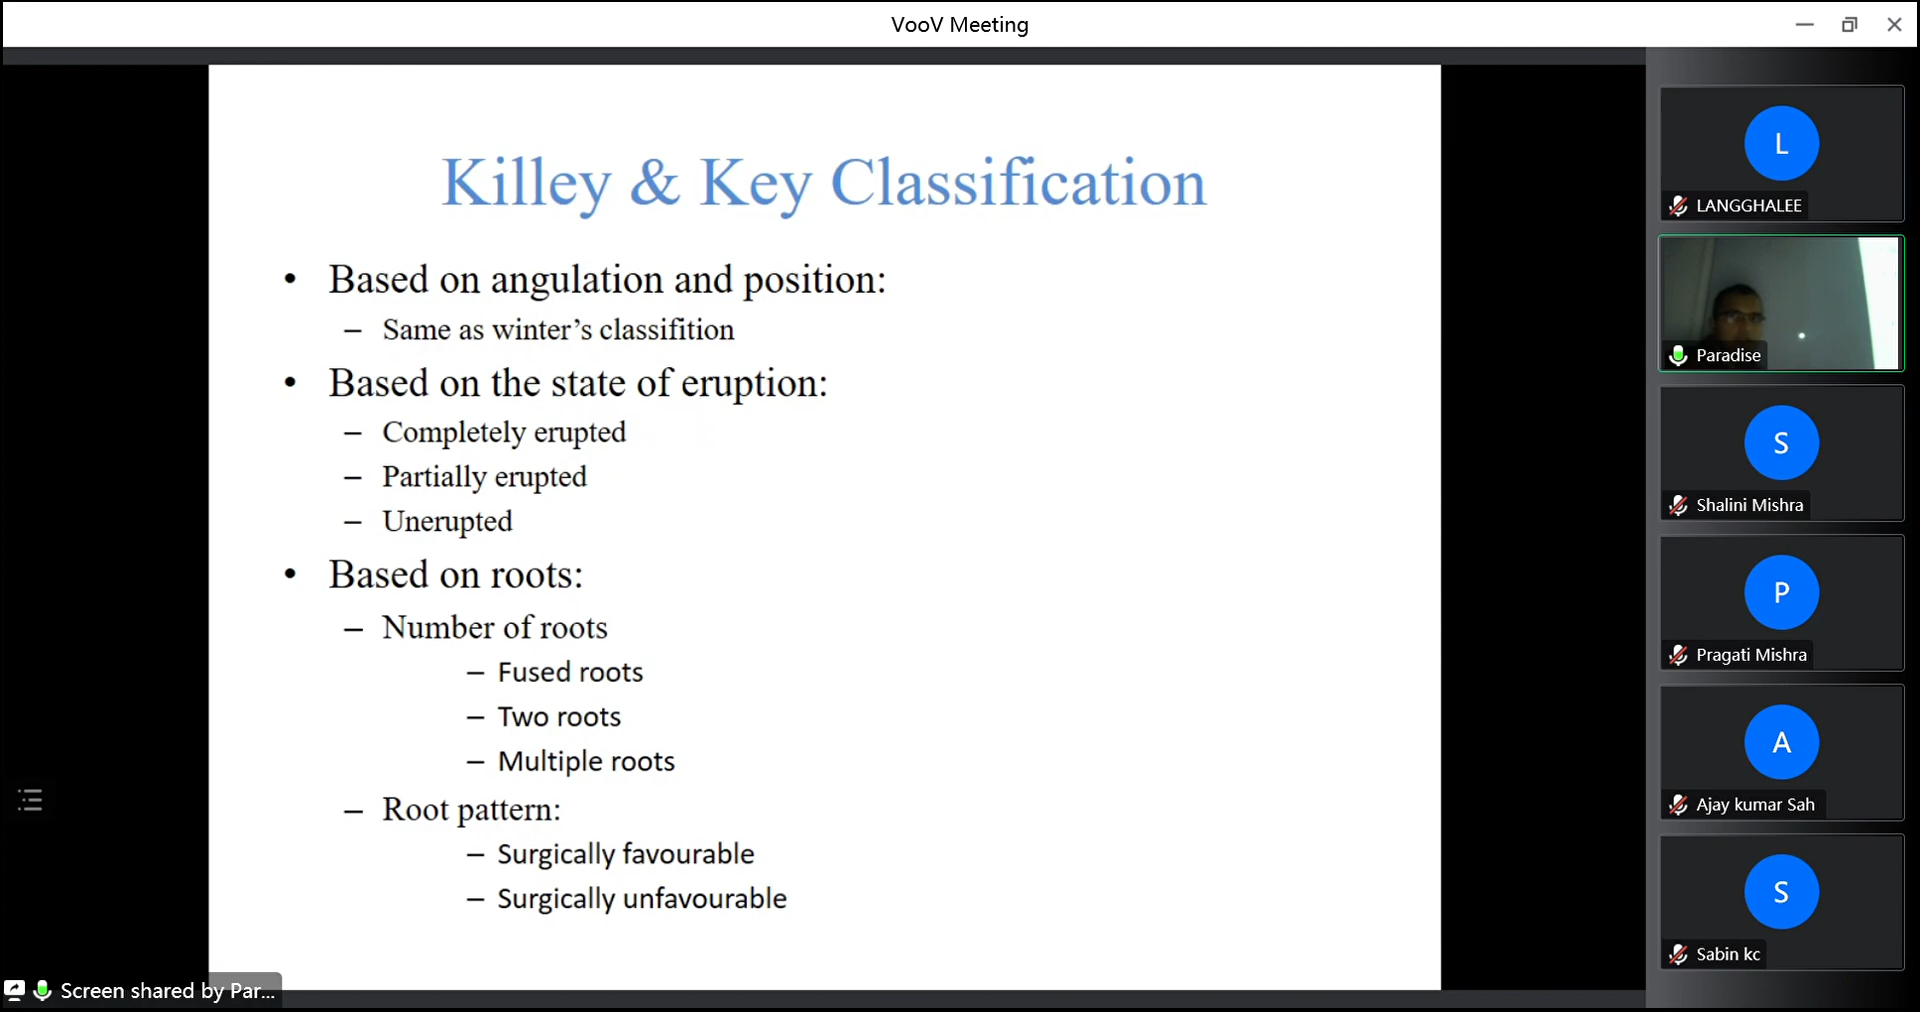 VooV Meeting
Killey & Key Classification
• Based on angulation and position:
– Same as winter’s classifition
• Based on the state of eruption:
– Completely erupted
– Partially erupted
– Unerupted
• Based on roots:
– Number of roots
– Fused roots
– Two roots
– Multiple roots
– Root pattern:
– Surgically favourable
– Surgically unfavourable
Screen shared by Par...
L
LANGGHALEE
Paradise
S
Shalini Mishra
P
Pragati Mishra
A
Ajay kumar Sah
S
Sabin kc